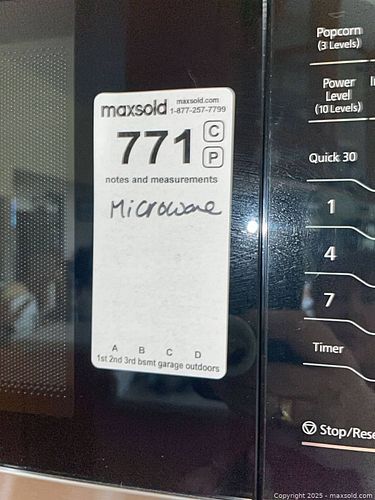 maxsold
maxsold.com
1-877-257-7799
771
C
P
notes and measurements
Microwave
A B C D
1st 2nd 3rd bsmt garage outdoors
Popcorn
(3 Levels)
Power
Level
(10 Levels)
Quick 30
1
4
7
Timer
Stop/Rese
Copyright 2025 - maxsold.com